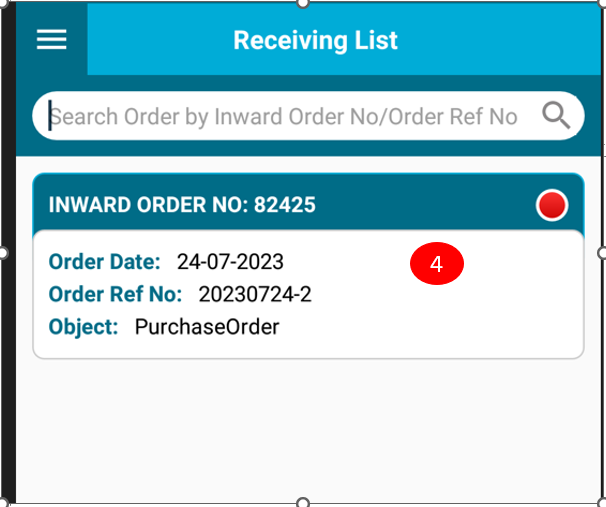 Receiving List
Search Order by Inward Order No/Order Ref No
INWARD ORDER NO: 82425
Order Date: 24-07-2023
4
Order Ref No: 20230724-2
Object: PurchaseOrder